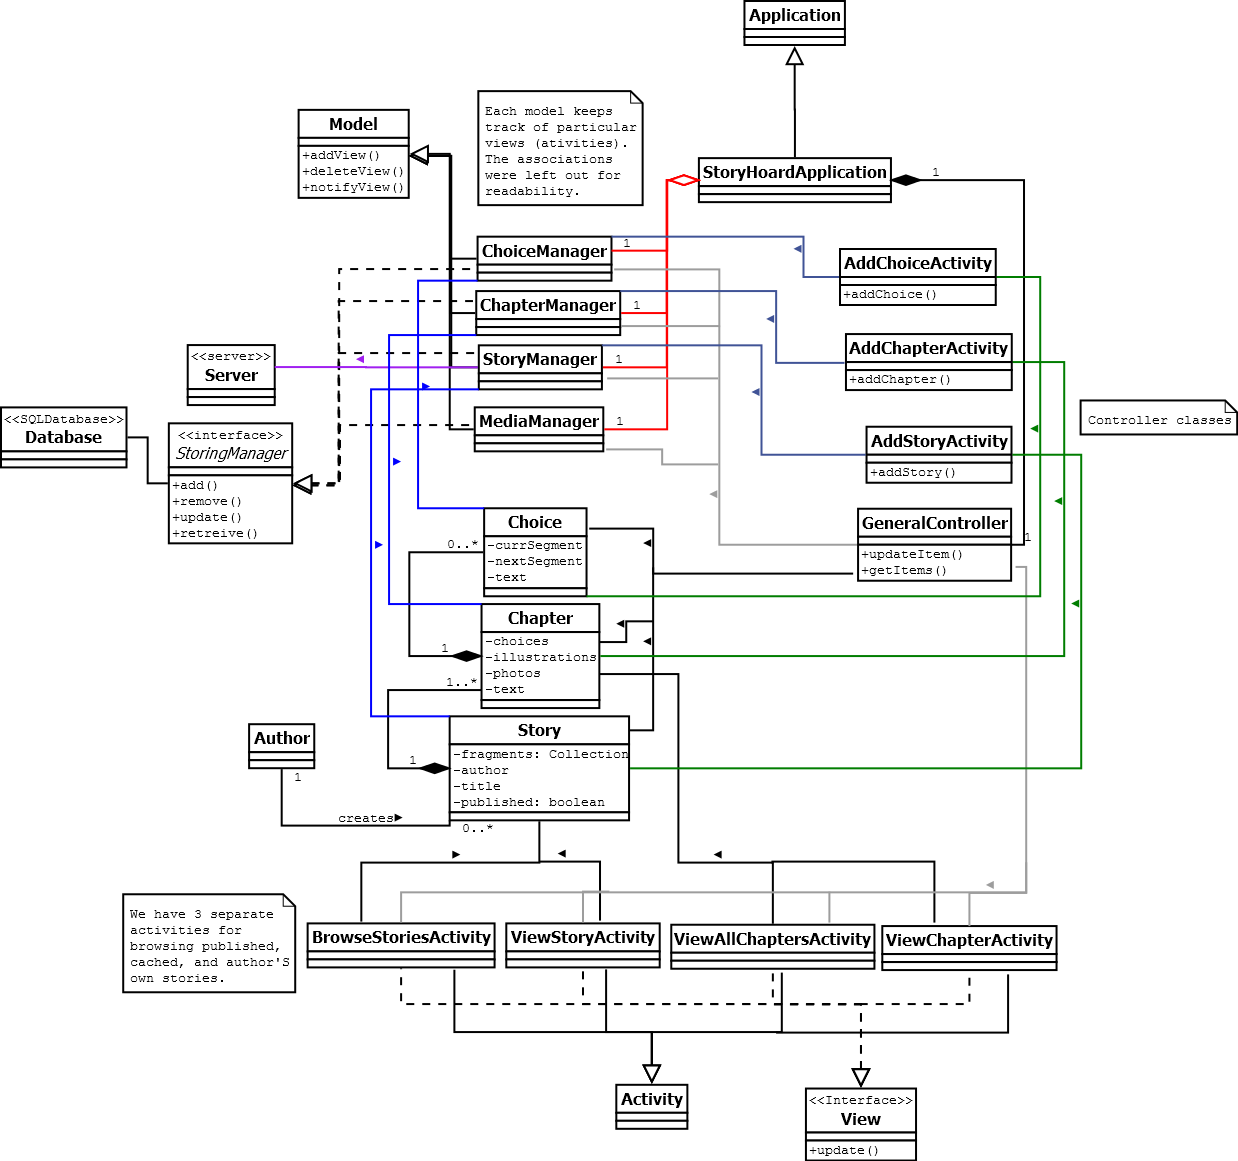 Application
Model
+addView()
+deleteView()
+notifyView()
Each model keeps
track of particular
views (ativities).
The associations
were left out for
readability.
StoryHoardApplication
1
ChoiceManager
1
AddChoiceActivity
+addChoice()
ChapterManager
1
AddChapterActivity
+addChapter()
<<server>>
Server
StoryManager
1
<<SQLDatabase>>
Database
<<interface>>
StoringManager
+add()
+remove()
+update()
+retreive()
MediaManager
1
AddStoryActivity
+addStory()
Controller classes
Choice
-currSegment
-nextSegment
-text
0..*
GeneralController
+updateItem()
+getItems()
1
Chapter
-choices
-illustrations
-photos
-text
1
1..*
Story
-fragments: Collection
-author
-title
-published: boolean
1
Author
1
creates
0..*
We have 3 separate
activities for
browsing published,
cached, and author'S
own stories.
BrowseStoriesActivity
ViewStoryActivity
ViewAllChaptersActivity
ViewChapterActivity
Activity
<<Interface>>
View
+update()